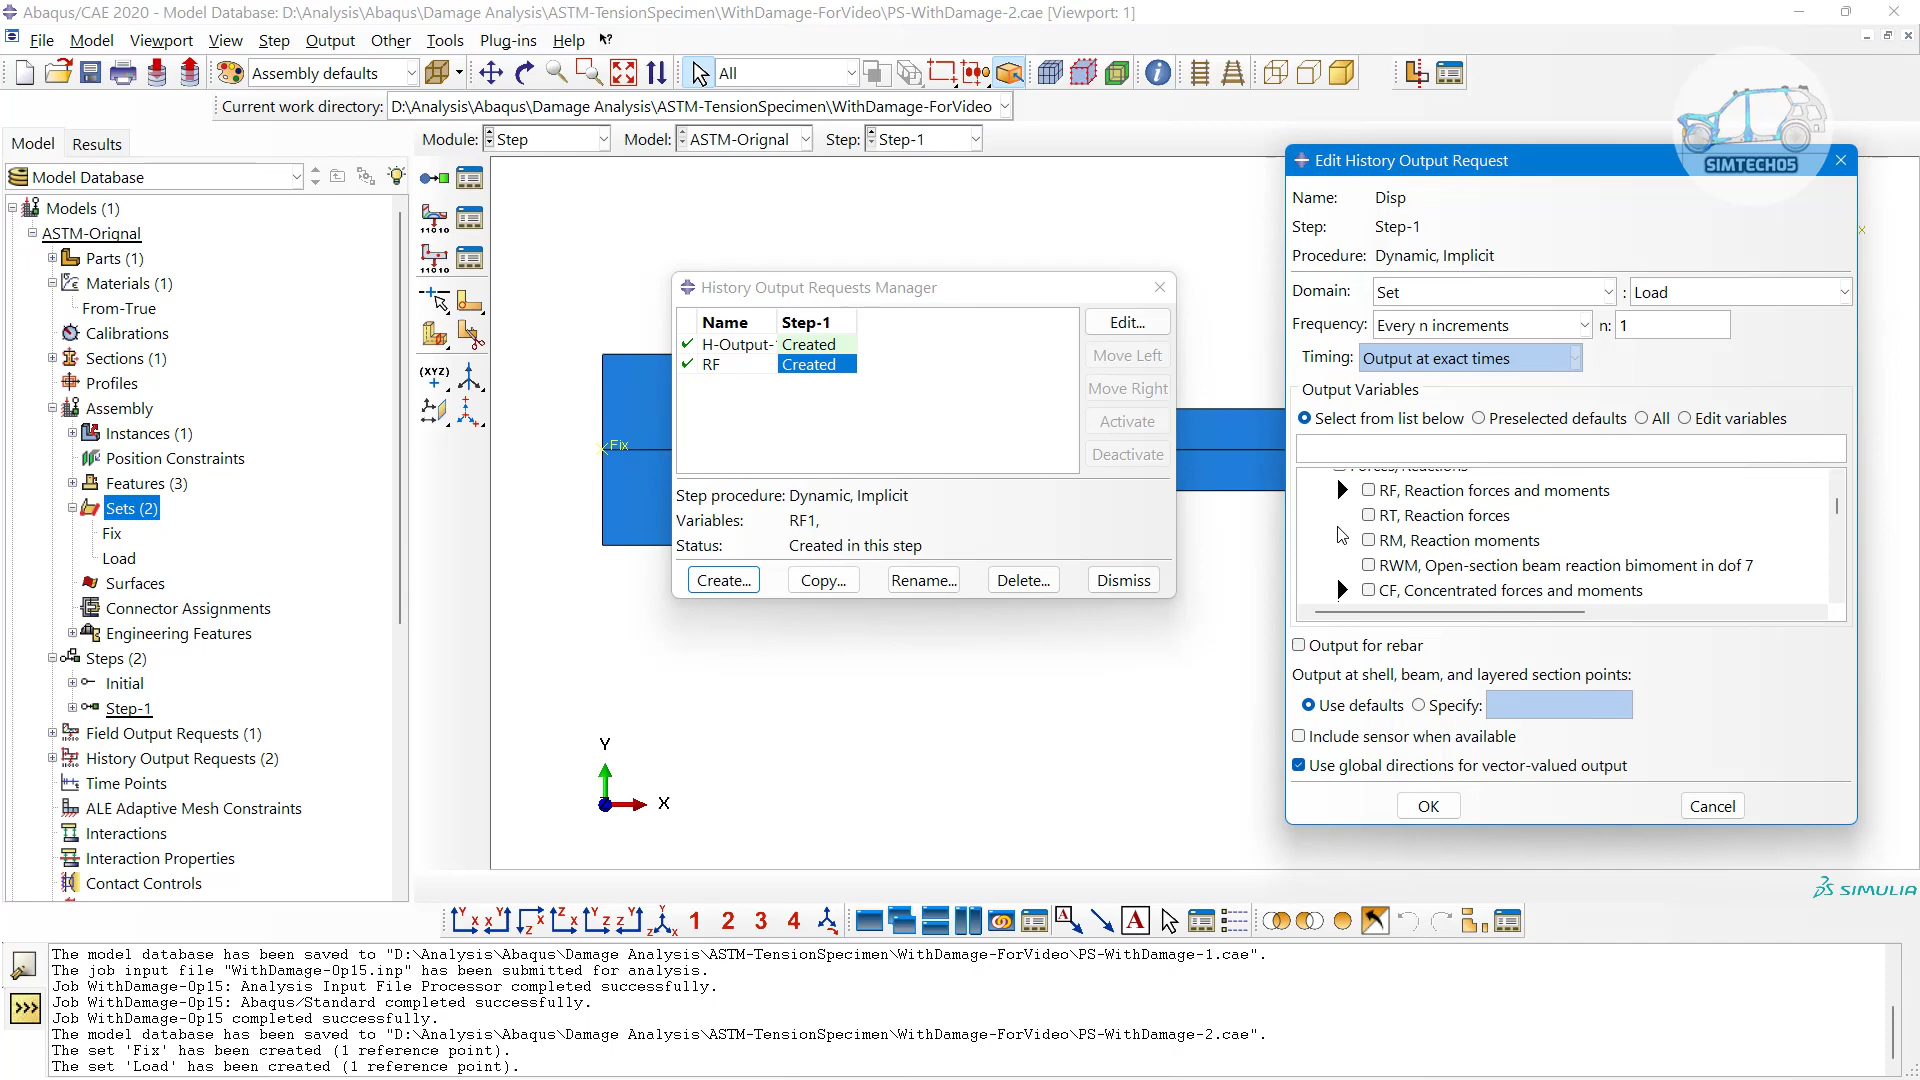 Abaqus/CAE 2020 - Model Database: D:\Analysis\Abaqus\Damage Analysis\ASTM-TensionSpecimen\WithDamage-ForVideo\PS-WithDamage-2.cae [Viewport: 1]
File Model Viewport View Step Output Other Tools Plug-ins Help
Assembly defaults All
Current work directory: D:\Analysis\Abaqus\Damage Analysis\ASTM-TensionSpecimen\WithDamage-ForVideo
Model Results
Module: Step Model: ASTM-Orignal Step: Step-1
Model Database
Models (1)
ASTM-Orignal
Parts (1)
Materials (1)
From-True
Calibrations
Sections (1)
Profiles
Assembly
Instances (1)
Position Constraints
Features (3)
Sets (2)
Fix
Load
Surfaces
Connector Assignments
Engineering Features
Steps (2)
Initial
Step-1
Field Output Requests (1)
History Output Requests (2)
Time Points
ALE Adaptive Mesh Constraints
Interactions
Interaction Properties
Contact Controls
11010
11010
(XYZ)
Fix
Y
X
History Output Requests Manager
Name Step-1
H-Output- Created
RF Created
Edit...
Move Left
Move Right
Activate
Deactivate
Step procedure: Dynamic, Implicit
Variables: RF1,
Status: Created in this step
Create... Copy... Rename... Delete... Dismiss
SIMTECH05
Edit History Output Request
Name: Disp
Step: Step-1
Procedure: Dynamic, Implicit
Domain: Set : Load
Frequency: Every n increments n: 1
Timing: Output at exact times
Output Variables
Select from list below Preselected defaults All Edit variables
Forces/Reactions
RF, Reaction forces and moments
RT, Reaction forces
RM, Reaction moments
RWM, Open-section beam reaction bimoment in dof 7
CF, Concentrated forces and moments
Output for rebar
Output at shell, beam, and layered section points:
Use defaults Specify:
Include sensor when available
Use global directions for vector-valued output
OK Cancel
SIMULIA
1 2 3 4 A A
The model database has been saved to "D:\Analysis\Abaqus\Damage Analysis\ASTM-TensionSpecimen\WithDamage-ForVideo\PS-WithDamage-1.cae".
The job input file "WithDamage-0p15.inp" has been submitted for analysis.
Job WithDamage-0p15: Analysis Input File Processor completed successfully.
Job WithDamage-0p15: Abaqus/Standard completed successfully.
Job WithDamage-0p15 completed successfully.
The model database has been saved to "D:\Analysis\Abaqus\Damage Analysis\ASTM-TensionSpecimen\WithDamage-ForVideo\PS-WithDamage-2.cae".
The set 'Fix' has been created (1 reference point).
The set 'Load' has been created (1 reference point).
>>>